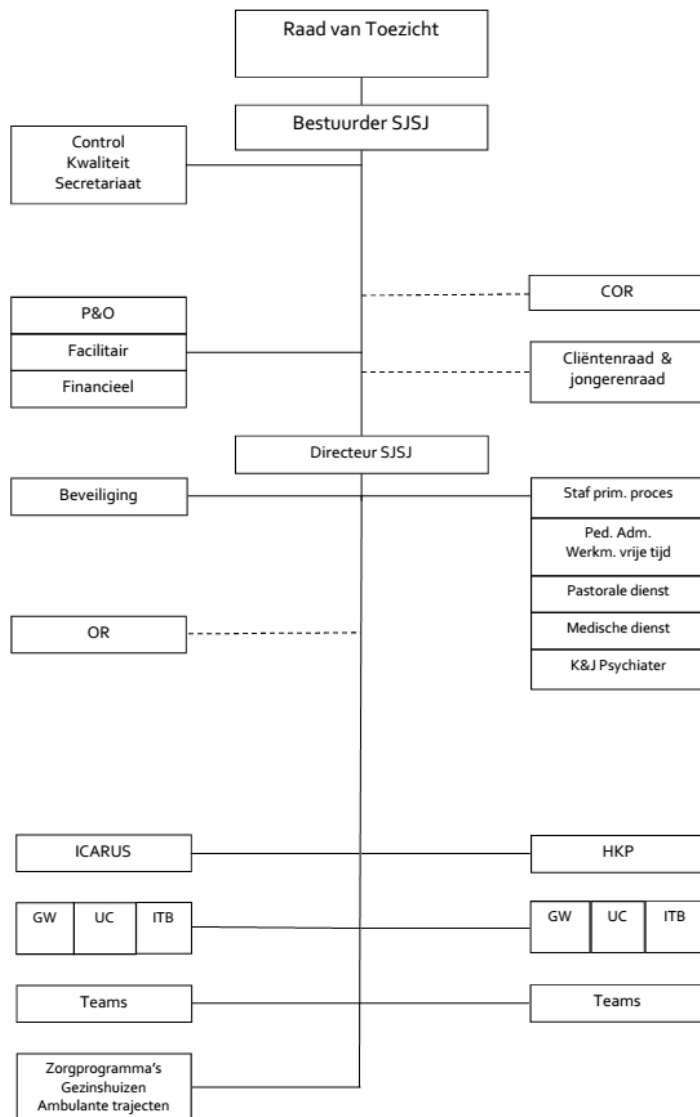 Raad van Toezicht
Bestuurder SJSJ
Control
Kwaliteit
Secretariaat
COR
P&O
Facilitair
Financieel
Cliëntenraad &
jongerenraad
Directeur SJSJ
Beveiliging
Staf prim. proces
Ped. Adm.
Werkm. vrije tijd
Pastorale dienst
OR
Medische dienst
K&J Psychiater
ICARUS
HKP
GW UC ITB
GW UC ITB
Teams
Teams
Zorgprogramma's
Gezinshuizen
Ambulante trajecten